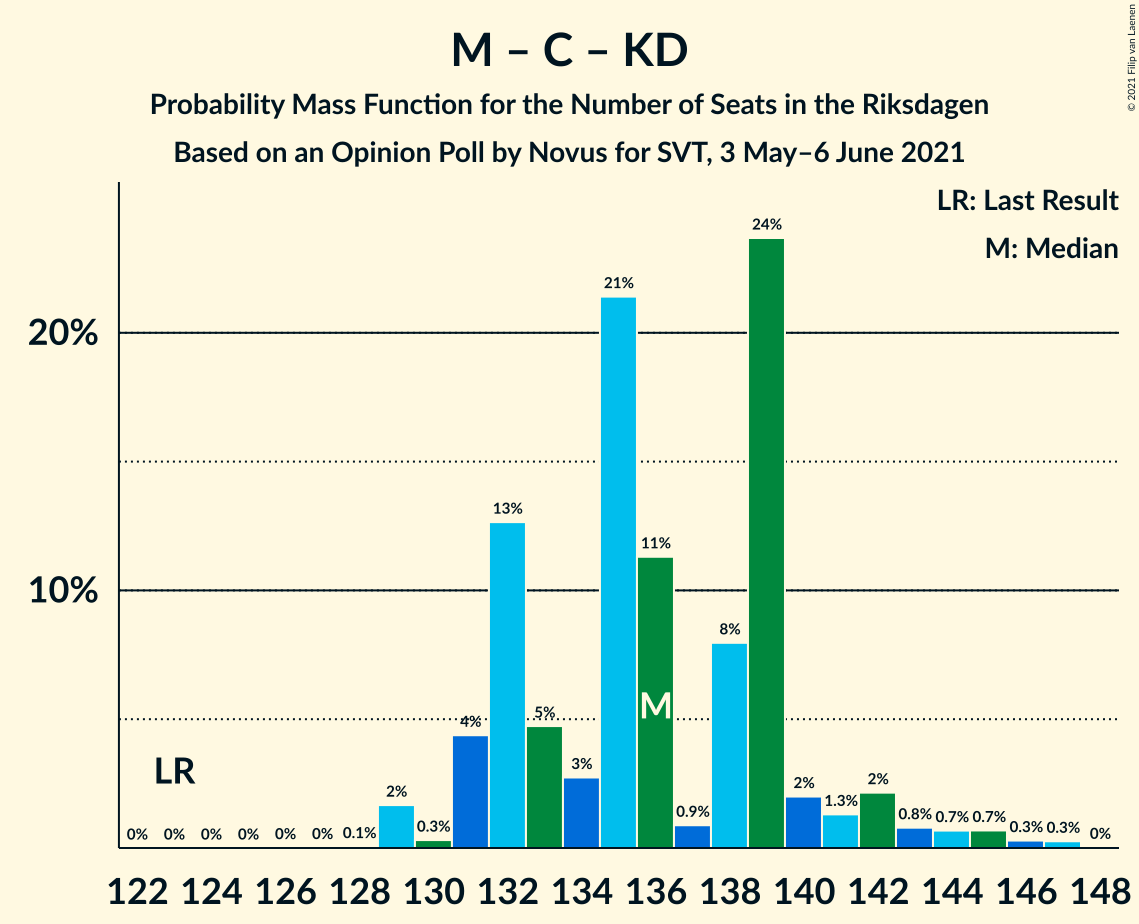 M – C – KD
Probability Mass Function for the Number of Seats in the Riksdagen
Based on an Opinion Poll by Novus for SVT, 3 May–6 June 2021
© 2021 Filip van Laenen
LR: Last Result
M: Median
20%
10%
LR
M
0% 0% 0% 0% 0% 0% 0.1% 2% 0.3% 4% 13% 5% 3% 21% 11% 0.9% 8% 24% 2% 1.3% 2% 0.8% 0.7% 0.7% 0.3% 0.3% 0%
122 124 126 128 130 132 134 136 138 140 142 144 146 148